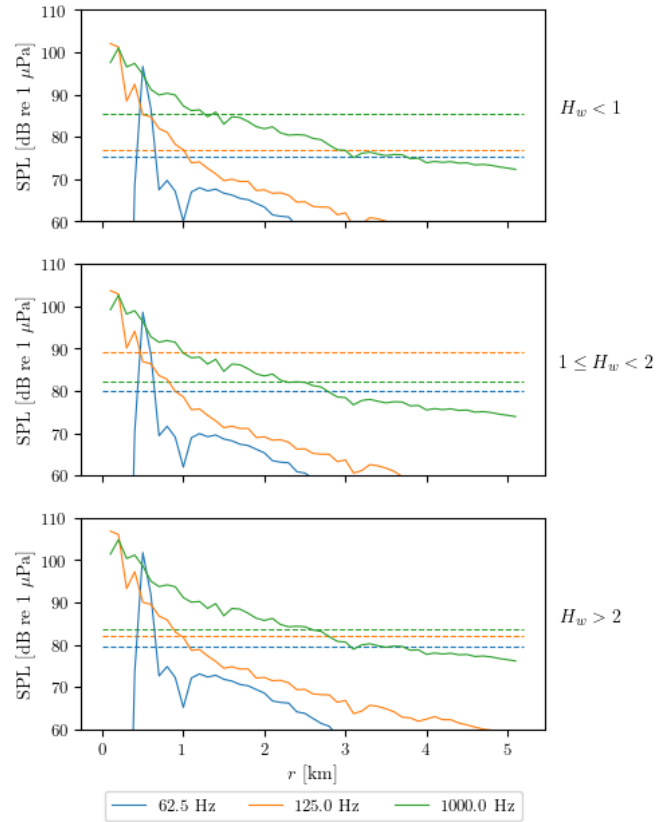 110
100
90
80
70
60
SPL [dB re 1 μPa]
H_w < 1
110
100
90
80
70
60
SPL [dB re 1 μPa]
1 ≤ H_w < 2
110
100
90
80
70
60
SPL [dB re 1 μPa]
H_w > 2
0 1 2 3 4 5
r [km]
62.5 Hz 125.0 Hz 1000.0 Hz